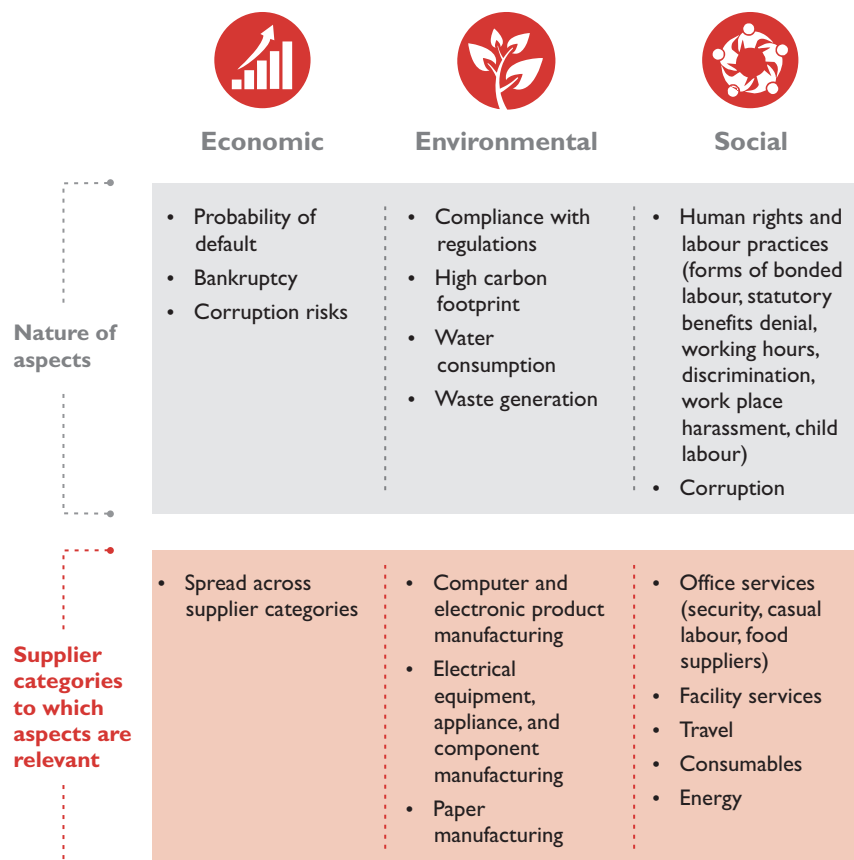 Economic
Environmental
Social
Nature of
aspects
• Probability of
default
• Bankruptcy
• Corruption risks
• Compliance with
regulations
• High carbon
footprint
• Water
consumption
• Waste generation
• Human rights and
labour practices
(forms of bonded
labour, statutory
benefits denial,
working hours,
discrimination,
work place
harassment, child
labour)
• Corruption
Supplier
categories
to which
aspects are
relevant
• Spread across
supplier categories
• Computer and
electronic product
manufacturing
• Electrical
equipment,
appliance, and
component
manufacturing
• Paper
manufacturing
• Office services
(security, casual
labour, food
suppliers)
• Facility services
• Travel
• Consumables
• Energy